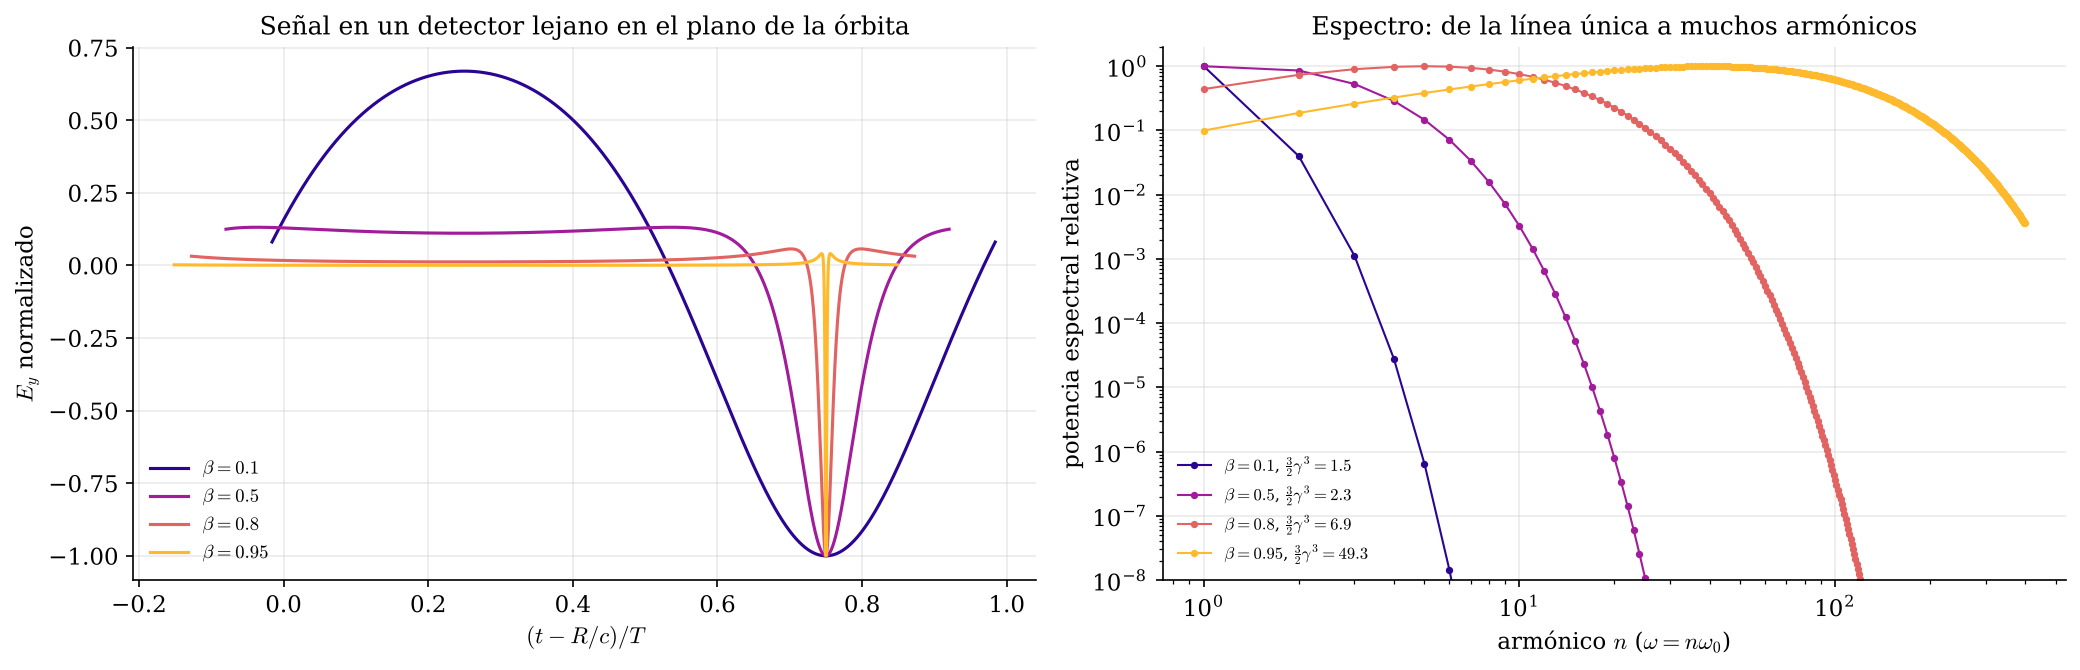 Señal en un detector lejano en el plano de la órbita
0.75
0.50
0.25
0.00
−0.25
−0.50
−0.75
−1.00
E_y normalizado
β = 0.1
β = 0.5
β = 0.8
β = 0.95
−0.2
0.0
0.2
0.4
0.6
0.8
1.0
(t − R/c)/T
Espectro: de la línea única a muchos armónicos
10^0
10^−1
10^−2
10^−3
10^−4
10^−5
10^−6
10^−7
10^−8
potencia espectral relativa
β = 0.1, 3/2 γ^3 = 1.5
β = 0.5, 3/2 γ^3 = 2.3
β = 0.8, 3/2 γ^3 = 6.9
β = 0.95, 3/2 γ^3 = 49.3
10^0
10^1
10^2
armónico n (ω = nω_0)